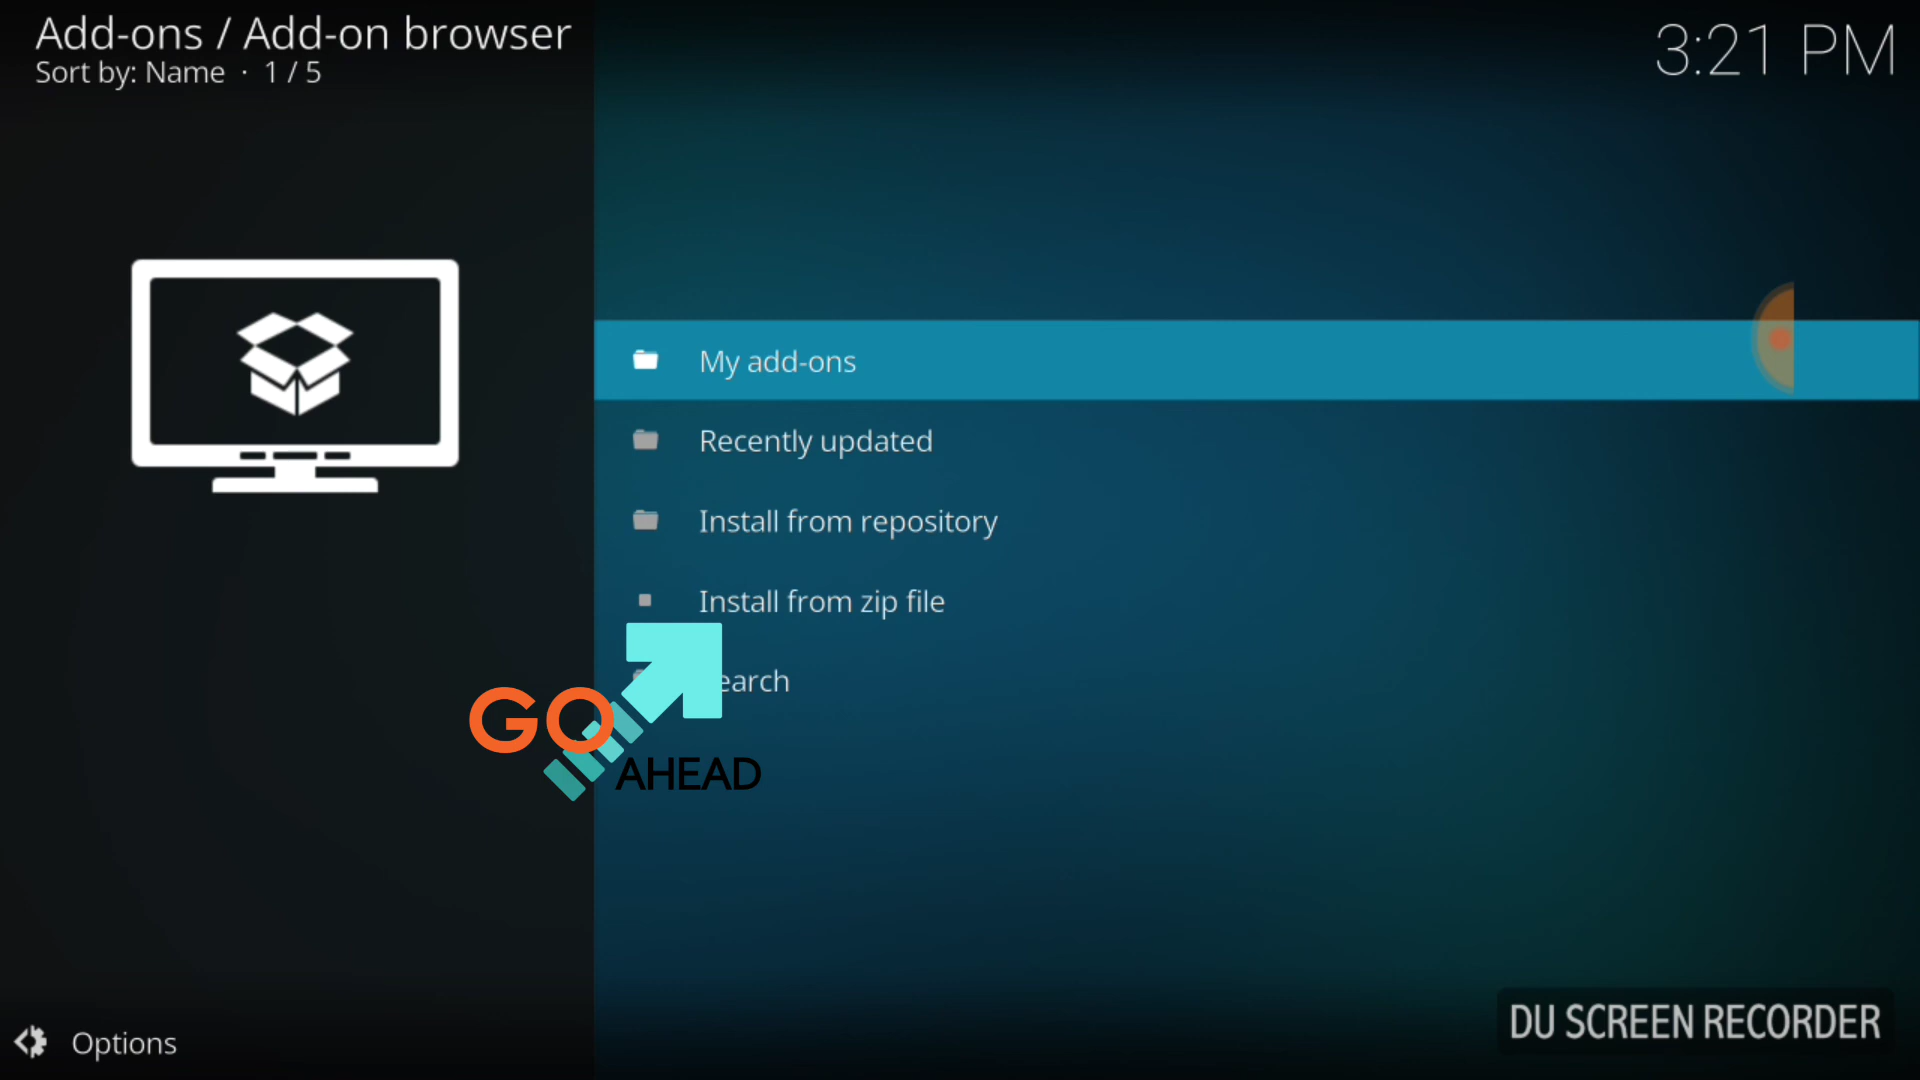 Add-ons / Add-on browser
Sort by: Name · 1 / 5
3:21 PM
My add-ons
Recently updated
Install from repository
Install from zip file
earch
GO
AHEAD
Options
DU SCREEN RECORDER